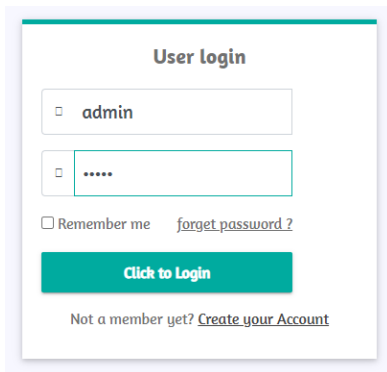 User login
admin
•••••
Remember me forget password ?
Click to Login
Not a member yet? Create your Account